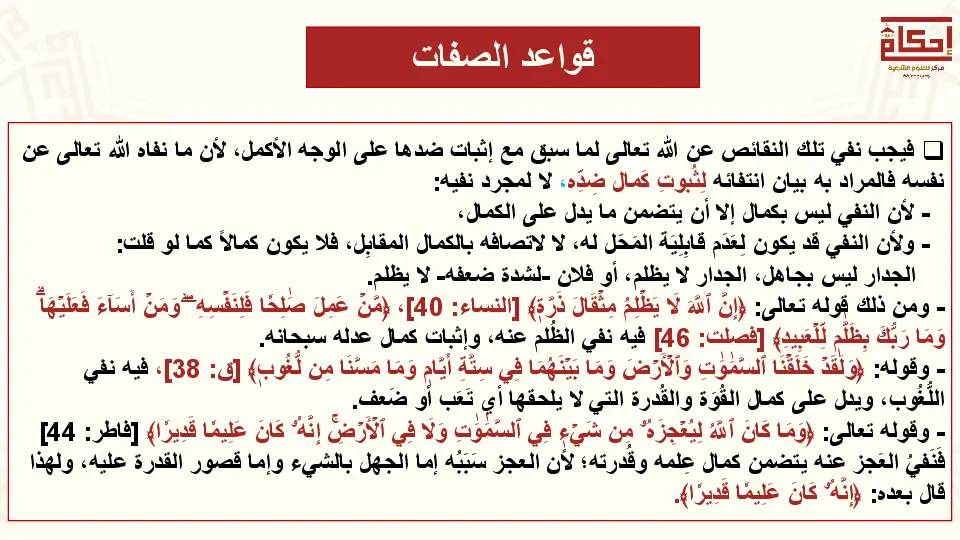 إحكام
مركز للعلوم الشرعية
قواعد الصفات
❑ فيجب نفي تلك النقائص عن الله تعالى لما سبق مع إثبات ضدها على الوجه الأكمل، لأن ما نفاه الله تعالى عن
نفسه فالمراد به بيان انتفائه لِثُبوتِ كَمال ضِدِّه، لا لمجرد نفيه:
- لأن النفي ليس بكمال إلا أن يتضمن ما يدل على الكمال،
- ولأن النفي قد يكون لِعَدَم قابِلِيَة المَحَل له، لا لاتصافه بالكمال المقابِل، فلا يكون كمالاً كما لو قلت:
الجدار ليس بجاهل، الجدار لا يظلم، أو فلان -لشدة ضعفه- لا يظلم.
- ومن ذلك قوله تعالى: ﴿إِنَّ ٱللَّهَ لَا يَظۡلِمُ مِثۡقَالَ ذَرَّةٖ﴾ [النساء: 40]، ﴿مَّنۡ عَمِلَ صَٰلِحٗا فَلِنَفۡسِهِۦۖ وَمَنۡ أَسَآءَ فَعَلَيۡهَاۗ
وَمَا رَبُّكَ بِظَلَّٰمٖ لِّلۡعَبِيدِ﴾ [فصلت: 46] فيه نفي الظُلم عنه، وإثبات كمال عدله سبحانه.
- وقوله: ﴿وَلَقَدۡ خَلَقۡنَا ٱلسَّمَٰوَٰتِ وَٱلۡأَرۡضَ وَمَا بَيۡنَهُمَا فِي سِتَّةِ أَيَّامٖ وَمَا مَسَّنَا مِن لُّغُوبٖ﴾ [ق: 38]، فيه نفي
اللُّغُوب، ويدل على كمال القُوّة والقُدرة التي لا يلحقها أي تَعَب أو ضَعف.
- وقوله تعالى: ﴿وَمَا كَانَ ٱللَّهُ لِيُعۡجِزَهُۥ مِن شَيۡءٖ فِي ٱلسَّمَٰوَٰتِ وَلَا فِي ٱلۡأَرۡضِۚ إِنَّهُۥ كَانَ عَلِيمٗا قَدِيرٗا﴾ [فاطر: 44]
فَنَفيُ العَجز عنه يتضمن كمال عِلمه وقُدرته؛ لأن العجز سَبَبُه إما الجهل بالشيء وإما قصور القدرة عليه، ولهذا
قال بعده: ﴿إِنَّهُۥ كَانَ عَلِيمٗا قَدِيرٗا﴾.